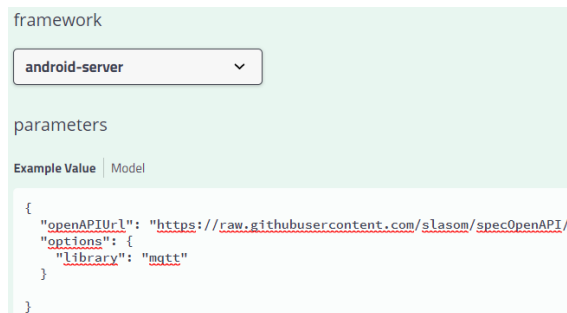 framework
android-server
parameters
Example Value Model
{
"openAPIUrl": "https://raw.githubusercontent.com/slasom/specOpenAPI/
"options": {
"library": "mqtt"
}
}